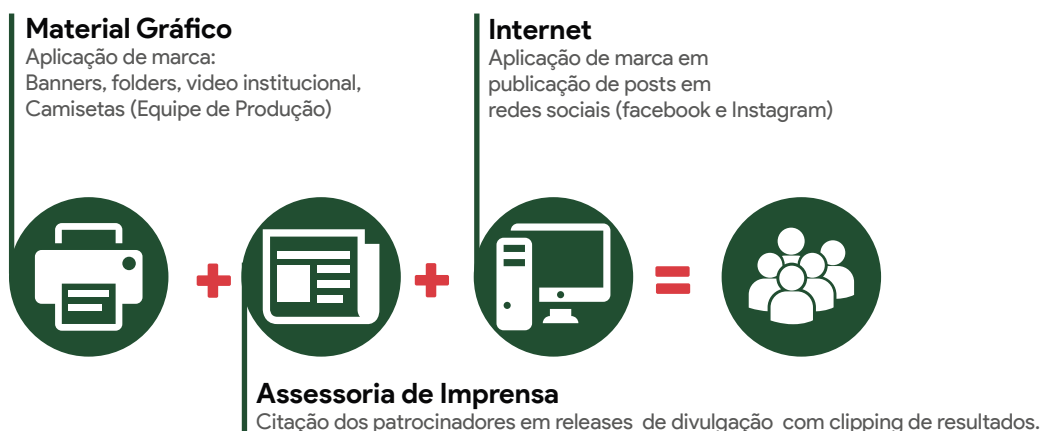 Material Gráfico
Aplicação de marca:
Banners, folders, video institucional,
Camisetas (Equipe de Produção)
Internet
Aplicação de marca em
publicação de posts em
redes sociais (facebook e Instagram)
Assessoria de Imprensa
Citação dos patrocinadores em releases de divulgação com clipping de resultados.